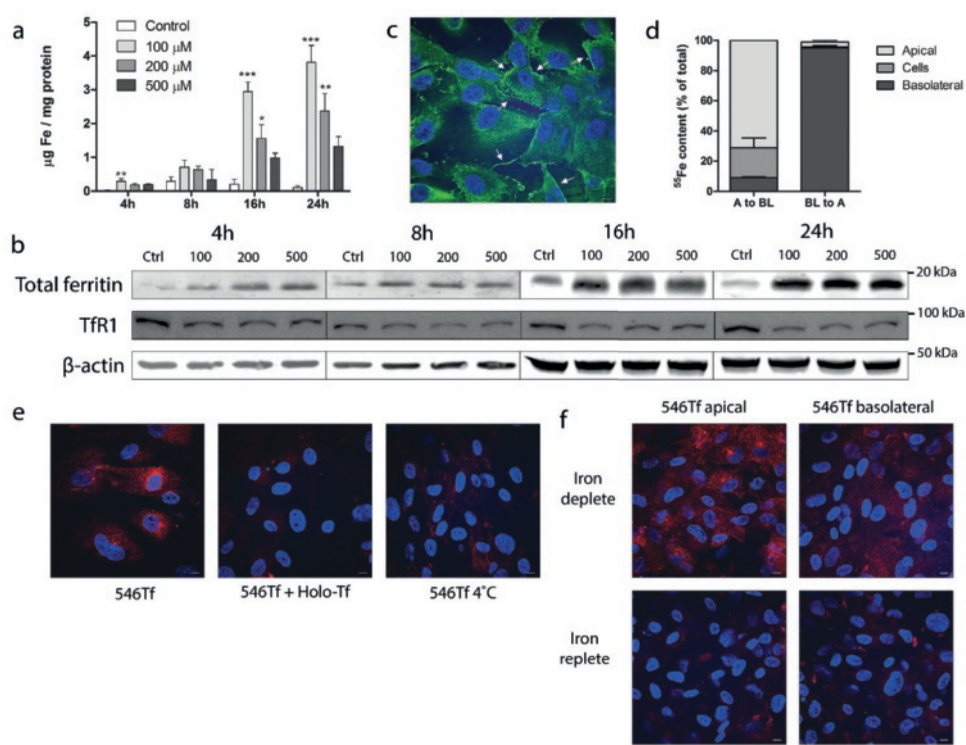 a
μg Fe / mg protein
5
4
3
2
1
0
Control
100 μM
200 μM
500 μM
**
***
*
***
**
4h
8h
16h
24h
c
d
⁵⁵Fe content (% of total)
100
80
60
40
20
0
Apical
Cells
Basolateral
A to BL
BL to A
b
4h 8h 16h 24h
Ctrl 100 200 500 Ctrl 100 200 500 Ctrl 100 200 500 Ctrl 100 200 500
Total ferritin
20 kDa
TfR1
100 kDa
β-actin
50 kDa
e
546Tf
546Tf + Holo-Tf
546Tf 4°C
f
546Tf apical
546Tf basolateral
Iron
deplete
Iron
replete